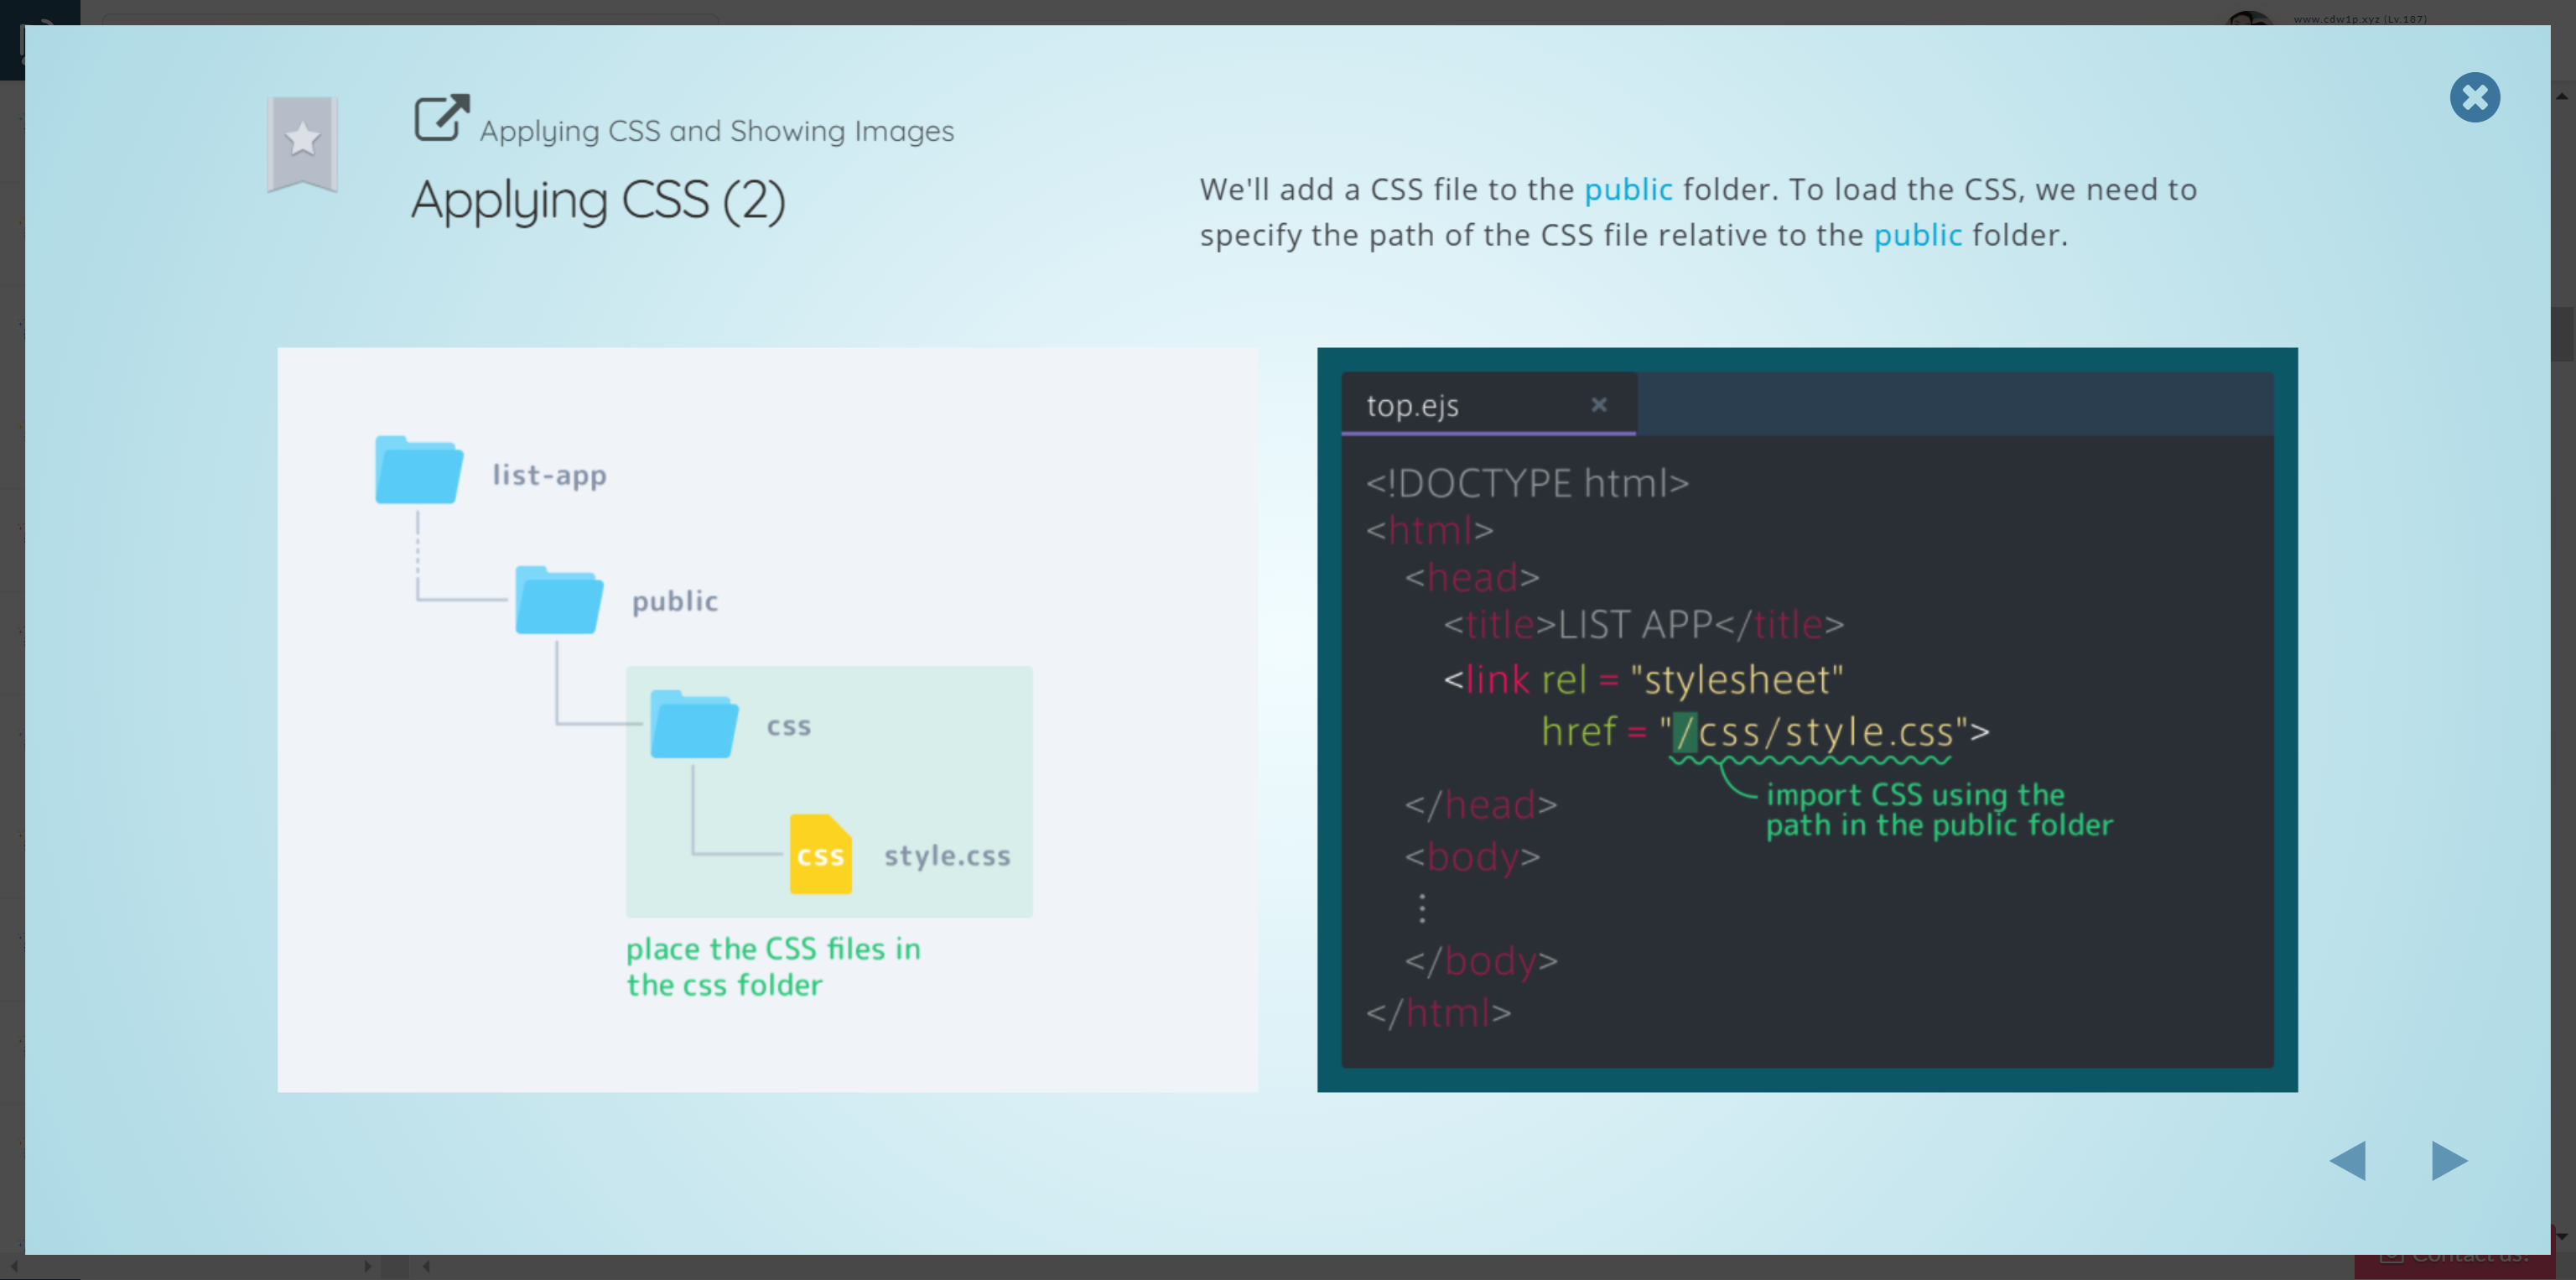 www.cdw1p.xyz (Lv.187)
Applying CSS and Showing Images
Applying CSS (2)
We'll add a CSS file to the public folder. To load the CSS, we need to
specify the path of the CSS file relative to the public folder.
list-app
public
css
css style.css
place the CSS files in
the css folder
top.ejs
<!DOCTYPE html>
<html>
<head>
<title>LIST APP</title>
<link rel = "stylesheet"
href = "/css/style.css">
import CSS using the
path in the public folder
</head>
<body>
⋮
</body>
</html>
Contact us!